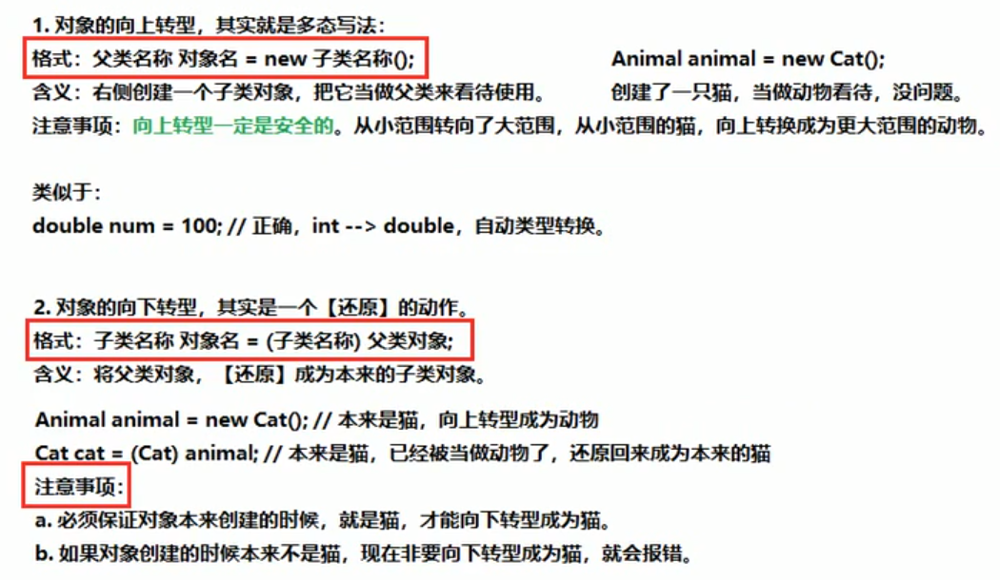 1. 对象的向上转型，其实就是多态写法：
格式：父类名称 对象名 = new 子类名称();
Animal animal = new Cat();
含义：右侧创建一个子类对象，把它当做父类来看待使用。
创建了一只猫，当做动物看待，没问题。
注意事项：向上转型一定是安全的。从小范围转向了大范围，从小范围的猫，向上转换成为更大范围的动物。
类似于：
double num = 100; // 正确，int --> double，自动类型转换。
2. 对象的向下转型，其实是一个【还原】的动作。
格式：子类名称 对象名 = (子类名称) 父类对象;
含义：将父类对象，【还原】成为本来的子类对象。
Animal animal = new Cat(); // 本来是猫，向上转型成为动物
Cat cat = (Cat) animal; // 本来是猫，已经被当做动物了，还原回来成为本来的猫
注意事项：
a. 必须保证对象本来创建的时候，就是猫，才能向下转型成为猫。
b. 如果对象创建的时候本来不是猫，现在非要向下转型成为猫，就会报错。